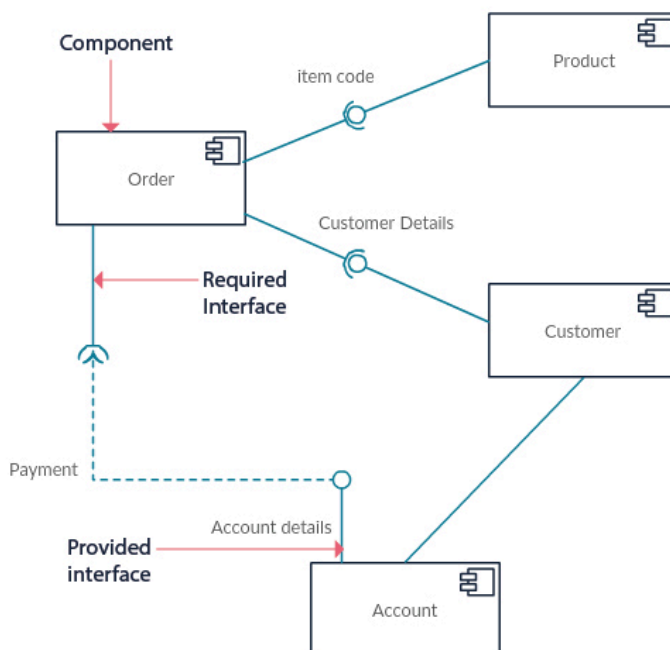 Component
item code
Product
Order
Customer Details
Required
Interface
Customer
Payment
Account details
Provided
interface
Account